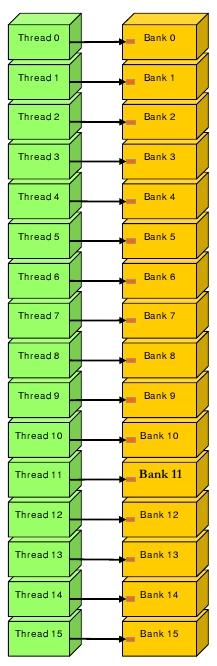 Thread 0 Bank 0
Thread 1 Bank 1
Thread 2 Bank 2
Thread 3 Bank 3
Thread 4 Bank 4
Thread 5 Bank 5
Thread 6 Bank 6
Thread 7 Bank 7
Thread 8 Bank 8
Thread 9 Bank 9
Thread 10 Bank 10
Thread 11 Bank 11
Thread 12 Bank 12
Thread 13 Bank 13
Thread 14 Bank 14
Thread 15 Bank 15